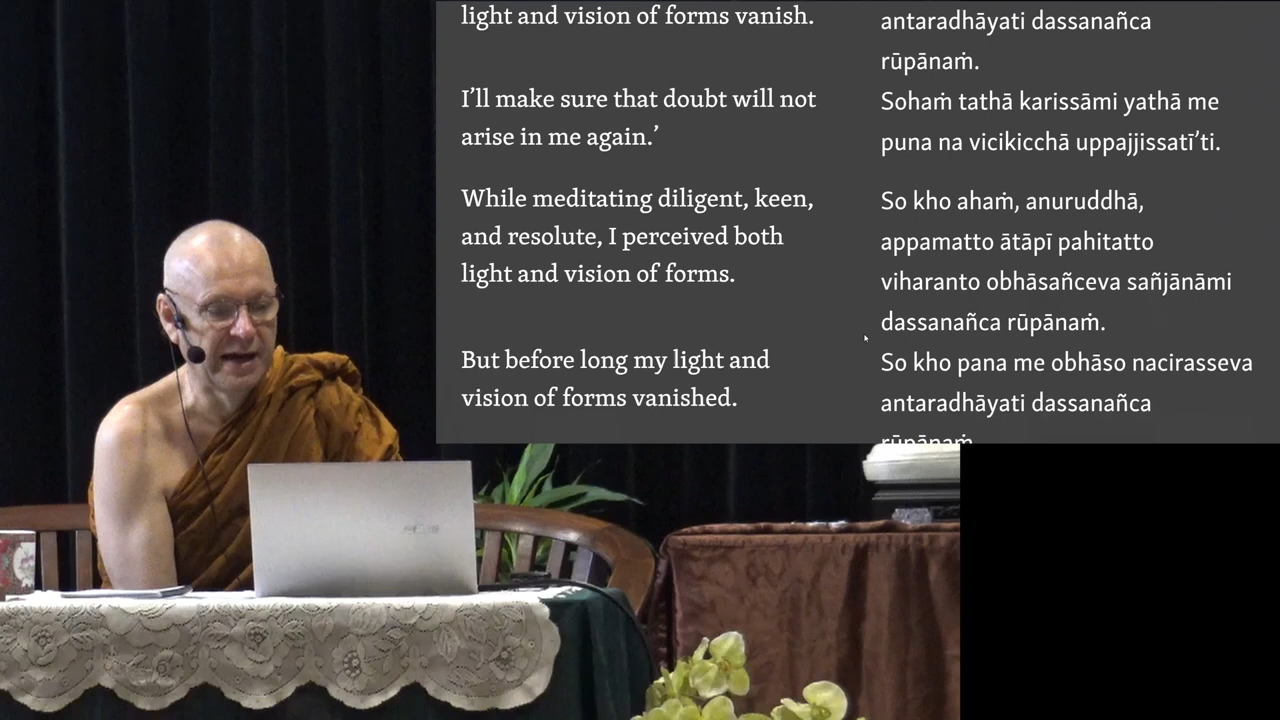 light and vision of forms vanish.
I’ll make sure that doubt will not
arise in me again.’
While meditating diligent, keen,
and resolute, I perceived both
light and vision of forms.
But before long my light and
vision of forms vanished.
antaradhāyati dassanañca
rūpānaṁ.
Sohaṁ tathā karissāmi yathā me
puna na vicikicchā uppajjissatī’ti.
So kho ahaṁ, anuruddhā,
appamatto ātāpī pahitatto
viharanto obhāsañceva sañjānāmi
dassanañca rūpānaṁ.
So kho pana me obhāso nacirasseva
antaradhāyati dassanañca
rūpānaṁ